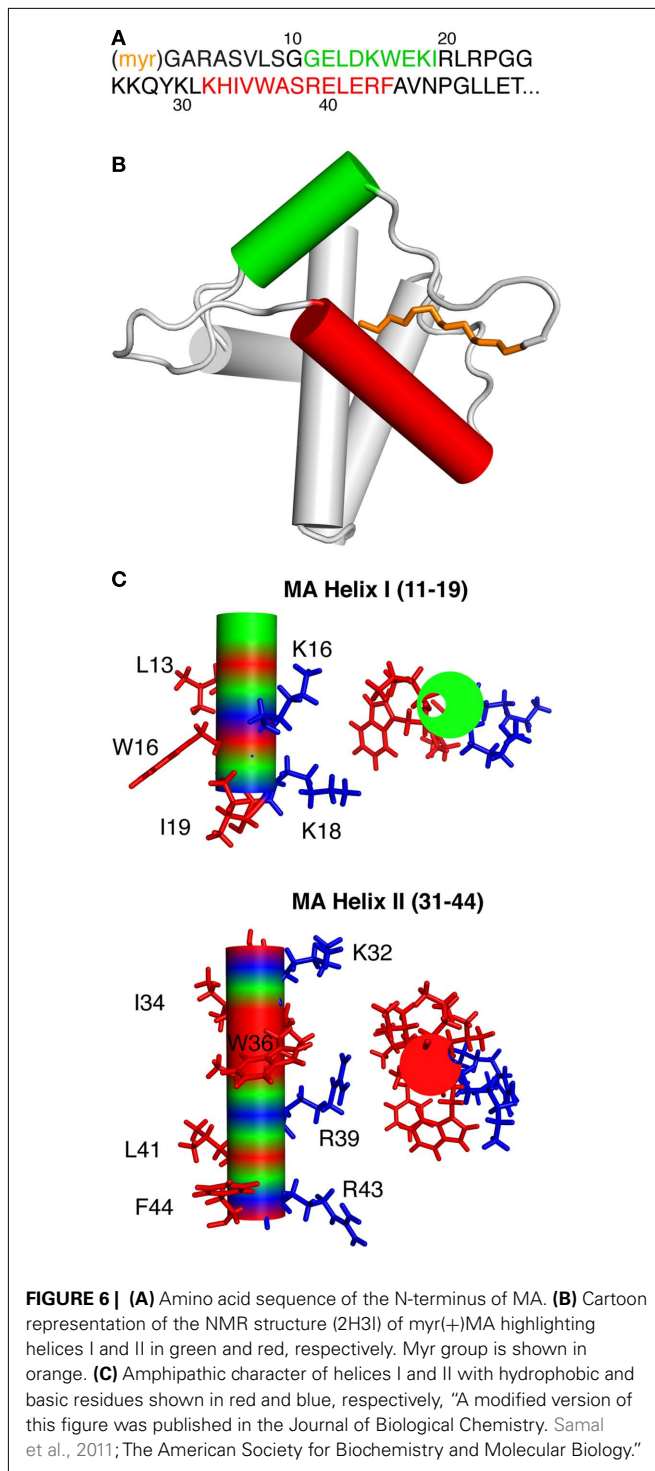 A
10 20
(myr)GARASVLSGGELDKWEKIRLRPGG
KKQYKLKHIVWASRELERFAVNPGLLET...
30 40
B
C
MA Helix I (11-19)
L13
K16
W16
I19
K18
MA Helix II (31-44)
K32
I34
W36
R39
L41
R43
F44
FIGURE 6 | (A) Amino acid sequence of the N-terminus of MA. (B) Cartoon
representation of the NMR structure (2H3I) of myr(+)MA highlighting
helices I and II in green and red, respectively. Myr group is shown in
orange. (C) Amphipathic character of helices I and II with hydrophobic and
basic residues shown in red and blue, respectively, "A modified version of
this figure was published in the Journal of Biological Chemistry. Samal
et al., 2011; The American Society for Biochemistry and Molecular Biology."